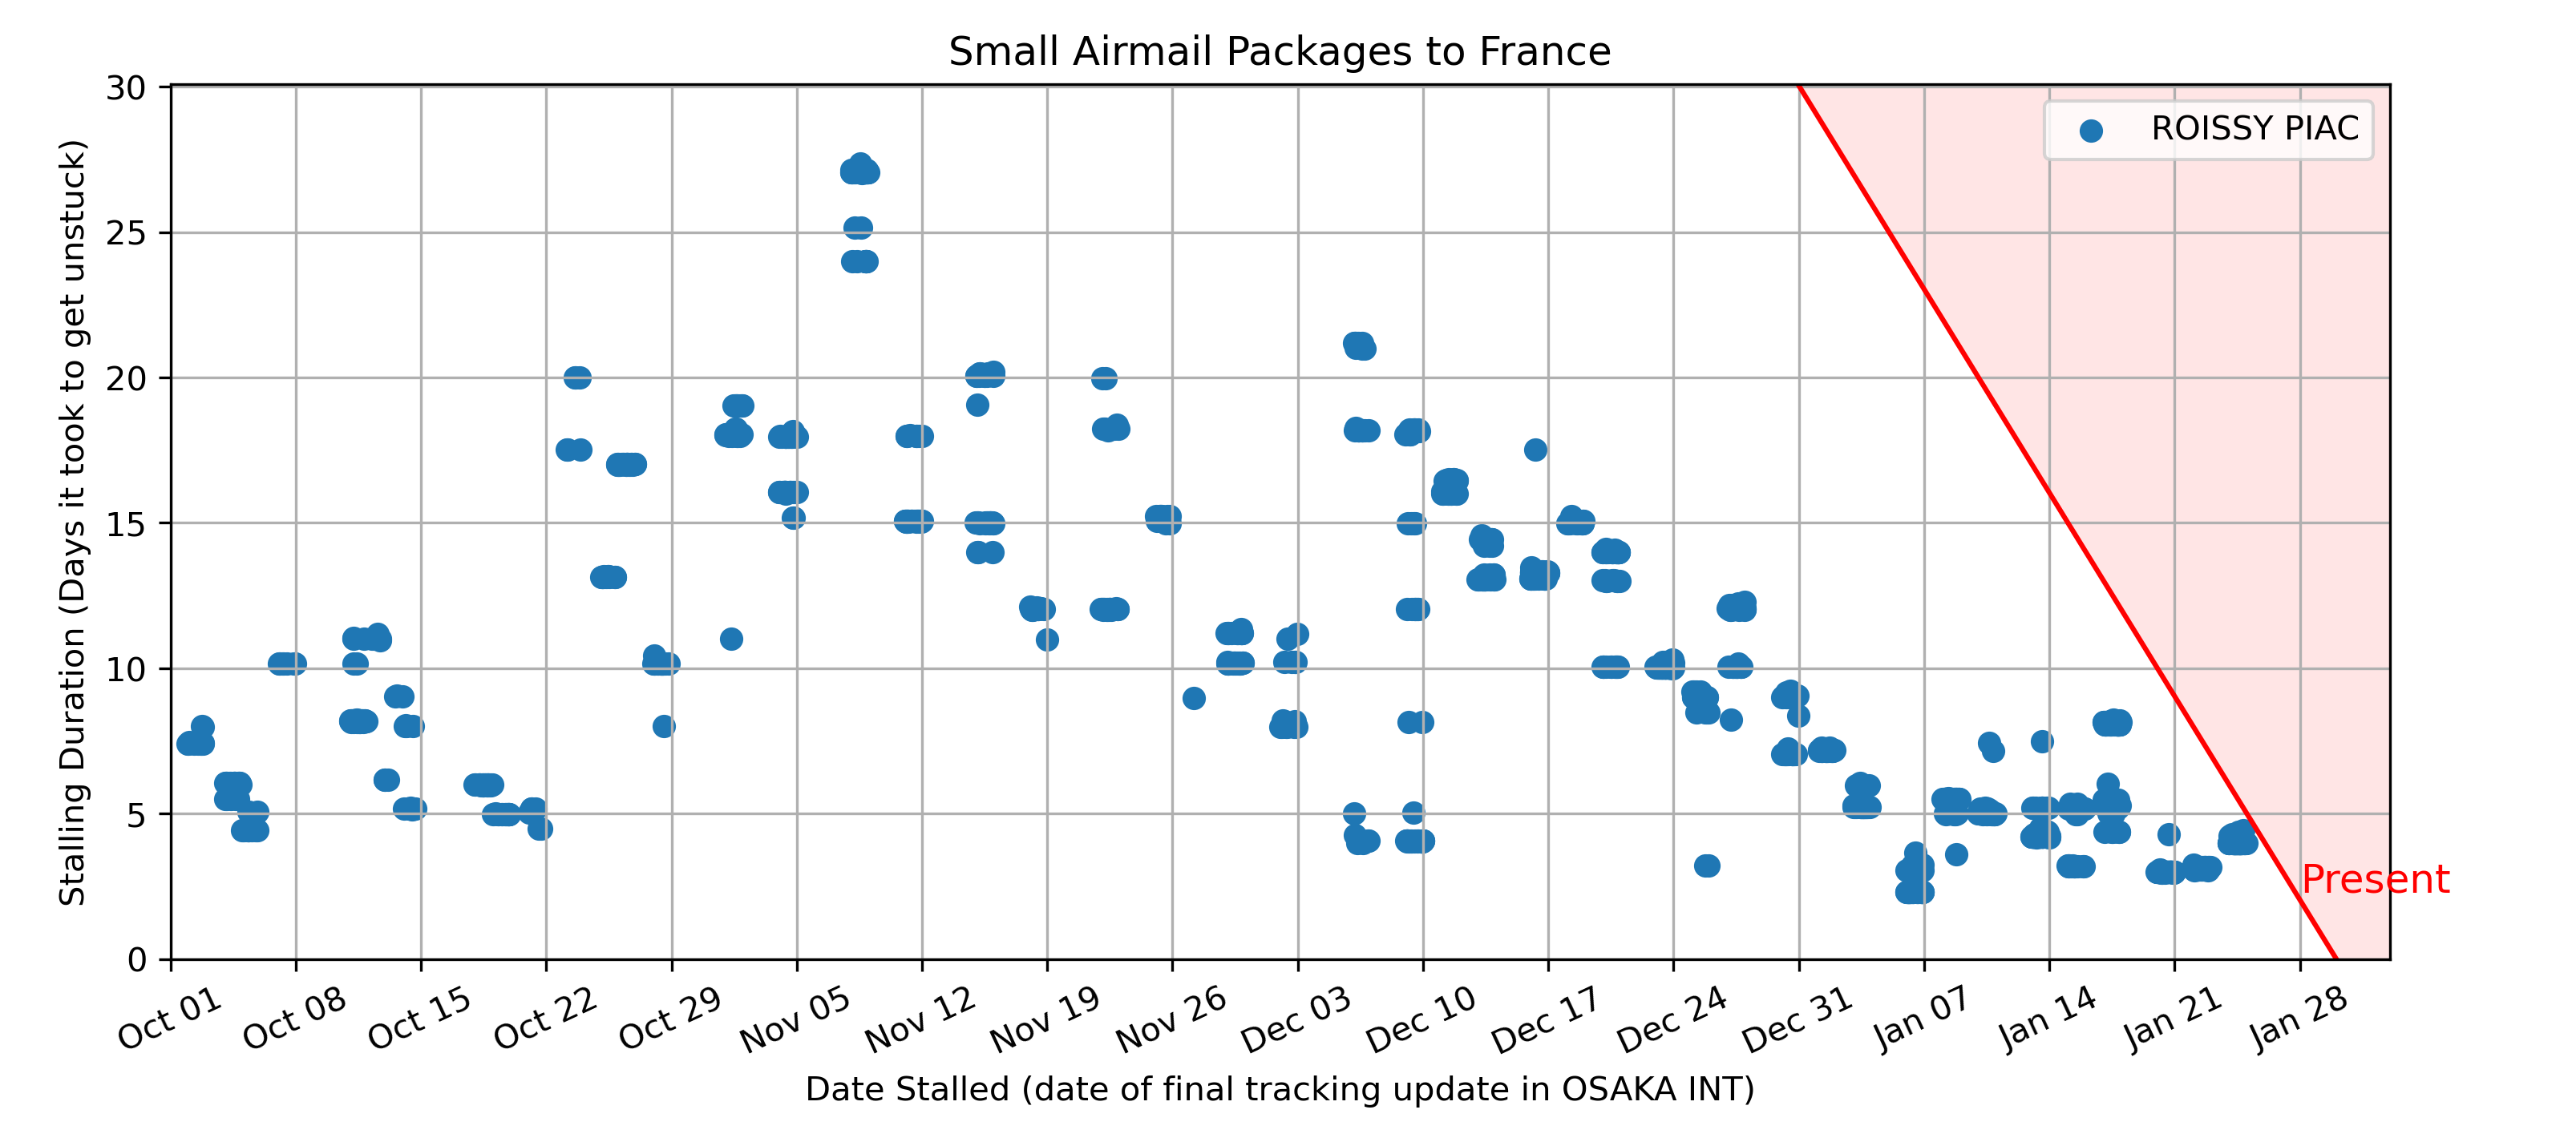 Small Airmail Packages to France
Stalling Duration (Days it took to get unstuck)
30
25
20
15
10
5
0
ROISSY PIAC
Present
Oct 01
Oct 08
Oct 15
Oct 22
Oct 29
Nov 05
Nov 12
Nov 19
Nov 26
Dec 03
Dec 10
Dec 17
Dec 24
Dec 31
Jan 07
Jan 14
Jan 21
Jan 28
Date Stalled (date of final tracking update in OSAKA INT)